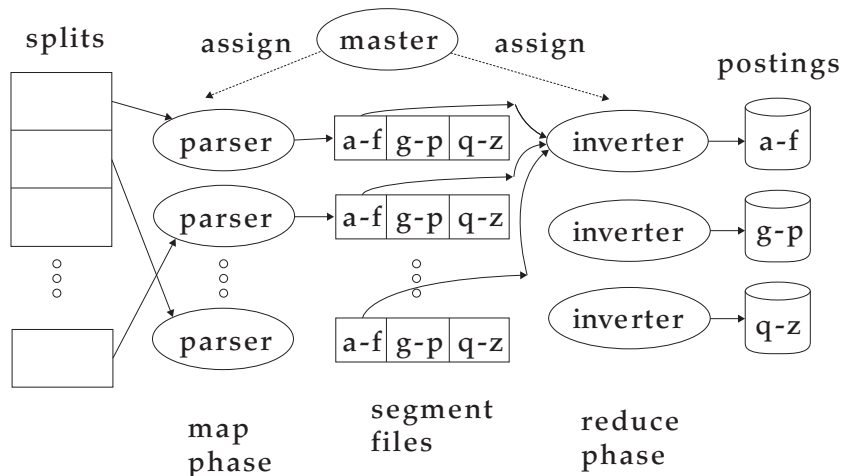 splits
assign
master
assign
postings
parser
a-f g-p q-z
inverter
a-f
parser
a-f g-p q-z
inverter
g-p
parser
a-f g-p q-z
inverter
q-z
map
phase
segment
files
reduce
phase